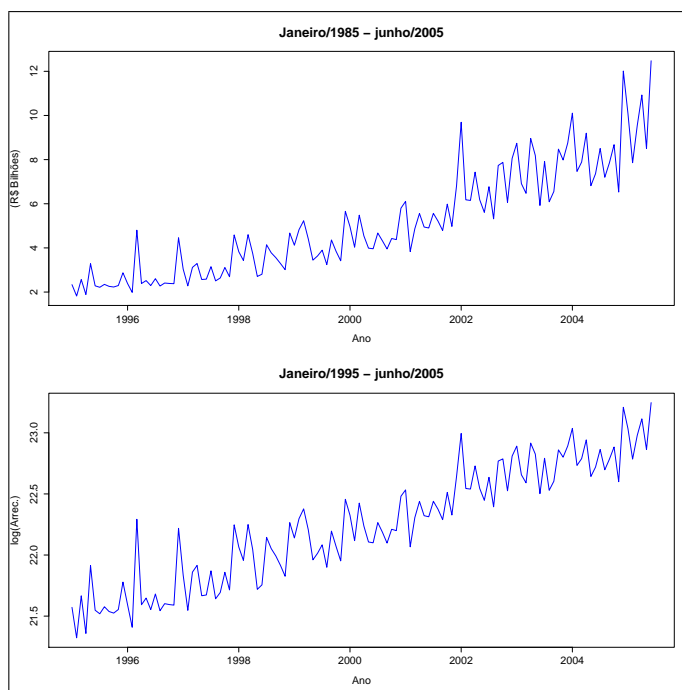 Janeiro/1985 − junho/2005
(R$ Bilhões)
12
10
8
6
4
2
1996 1998 2000 2002 2004
Ano
Janeiro/1995 − junho/2005
log(Arrec.)
23.0
22.5
22.0
21.5
1996 1998 2000 2002 2004
Ano